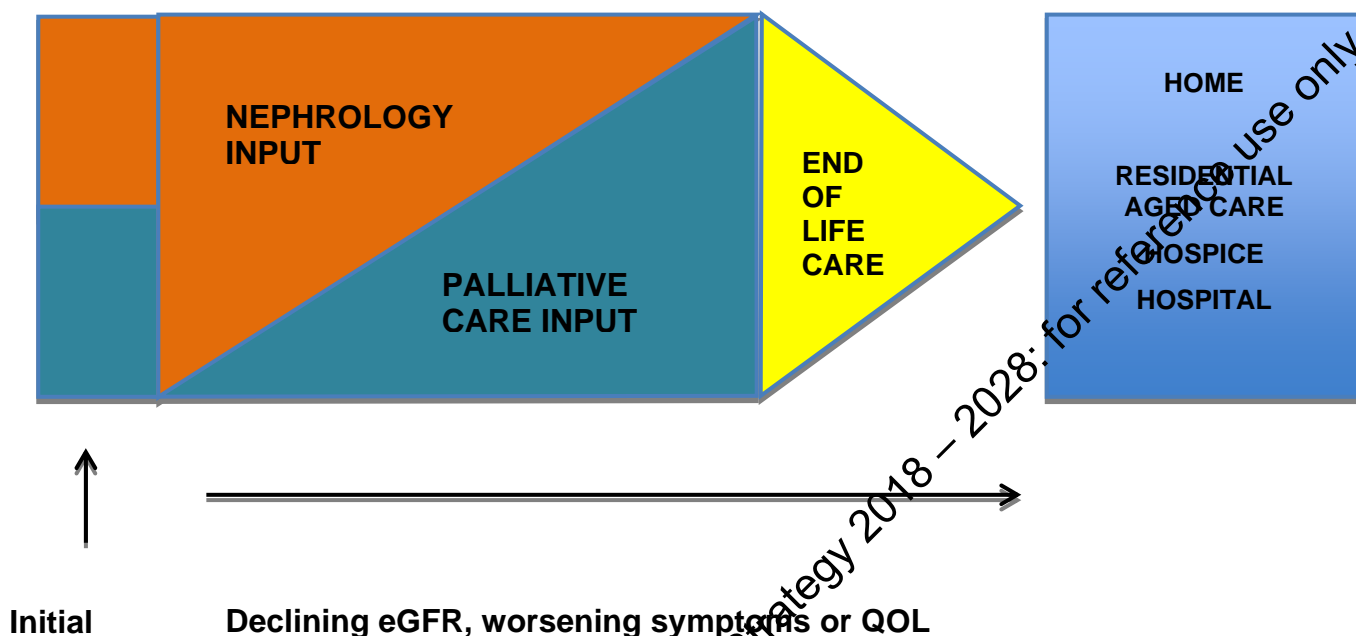 NEPHROLOGY
INPUT
PALLIATIVE
CARE INPUT
END
OF
LIFE
CARE
HOME
RESIDENTIAL
AGED CARE
HOSPICE
HOSPITAL
Initial
Declining eGFR, worsening symptoms or QOL
strategy 2018 – 2028: for reference use only